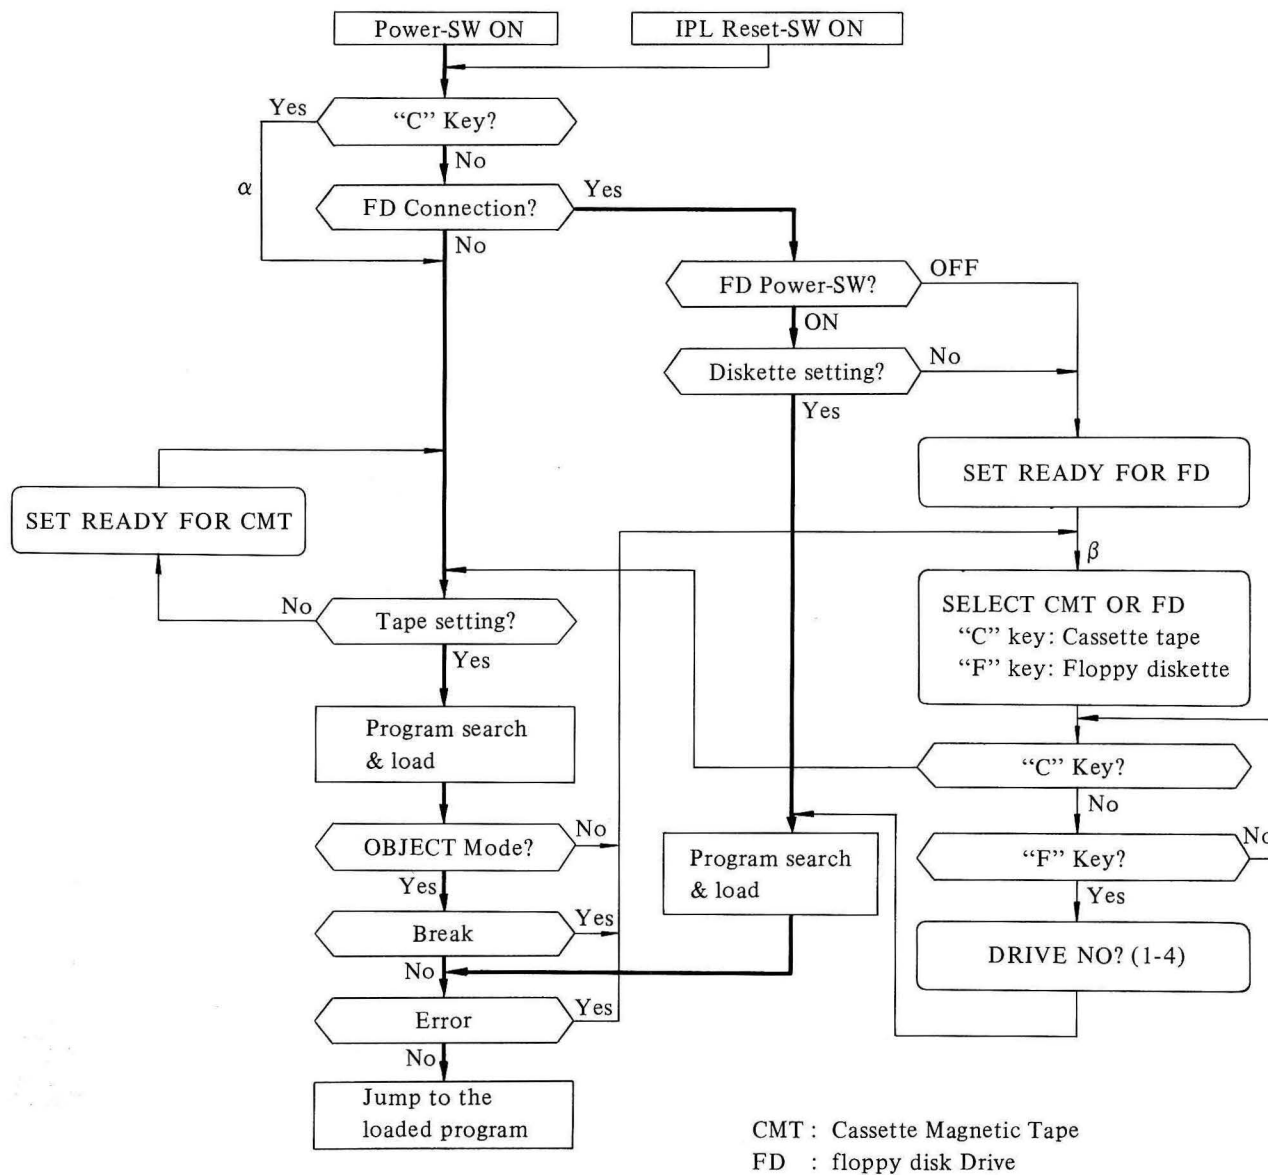 Power-SW ON
IPL Reset-SW ON
Yes
“C” Key?
No
α
FD Connection?
Yes
No
FD Power-SW?
OFF
ON
Diskette setting?
No
Yes
SET READY FOR FD
SET READY FOR CMT
β
SELECT CMT OR FD
“C” key: Cassette tape
“F” key: Floppy diskette
No
Tape setting?
Yes
Program search
& load
“C” Key?
No
OBJECT Mode?
No
Yes
Program search
& load
“F” Key?
No
Yes
Break
Yes
No
DRIVE NO? (1-4)
Error
Yes
No
Jump to the
loaded program
CMT : Cassette Magnetic Tape
FD : floppy disk Drive